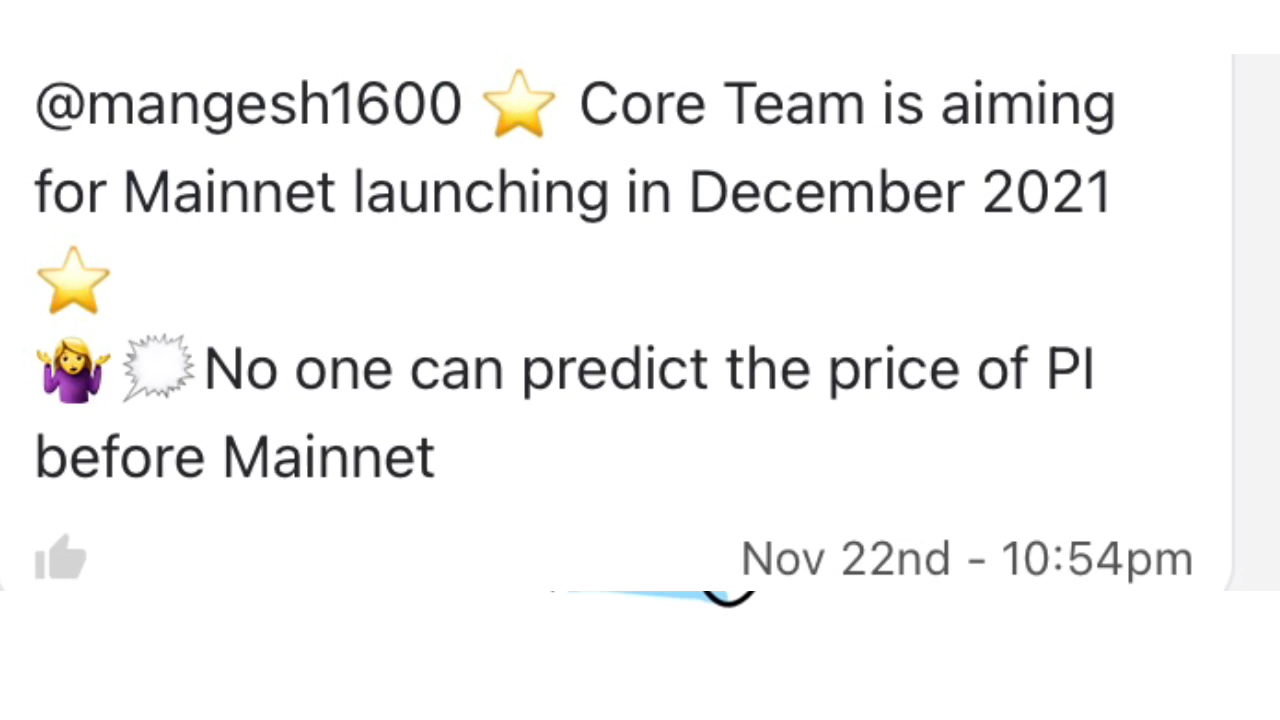 @mangesh1600 ⭐ Core Team is aiming
for Mainnet launching in December 2021
⭐
🤷‍♀️🗯 No one can predict the price of PI
before Mainnet
Nov 22nd - 10:54pm